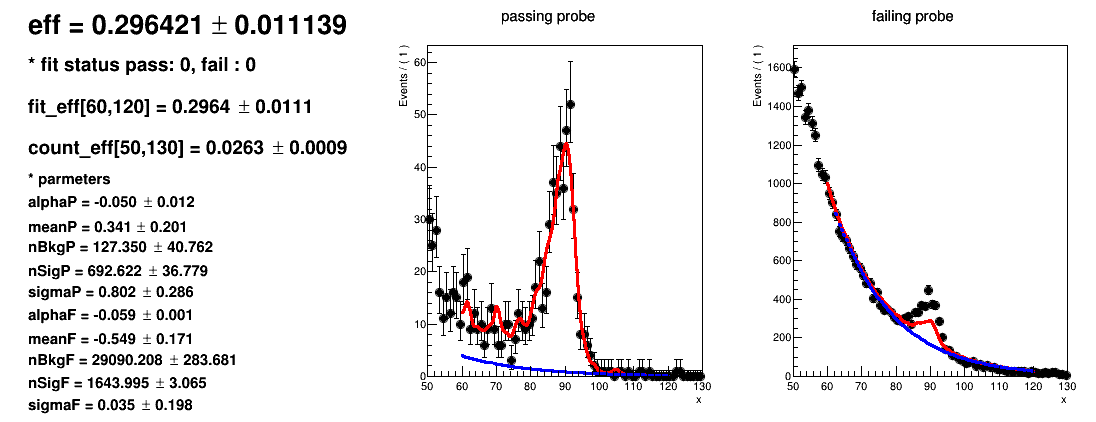 eff = 0.296421 ± 0.011139
* fit status pass: 0, fail : 0
fit_eff[60,120] = 0.2964 ± 0.0111
count_eff[50,130] = 0.0263 ± 0.0009
* parmeters
alphaP = -0.050 ± 0.012
meanP = 0.341 ± 0.201
nBkgP = 127.350 ± 40.762
nSigP = 692.622 ± 36.779
sigmaP = 0.802 ± 0.286
alphaF = -0.059 ± 0.001
meanF = -0.549 ± 0.171
nBkgF = 29090.208 ± 283.681
nSigF = 1643.995 ± 3.065
sigmaF = 0.035 ± 0.198
passing probe
Events / ( 1 )
60
50
40
30
20
10
0
50 60 70 80 90 100 110 120 130
x
failing probe
Events / ( 1 )
1600
1400
1200
1000
800
600
400
200
0
50 60 70 80 90 100 110 120 130
x